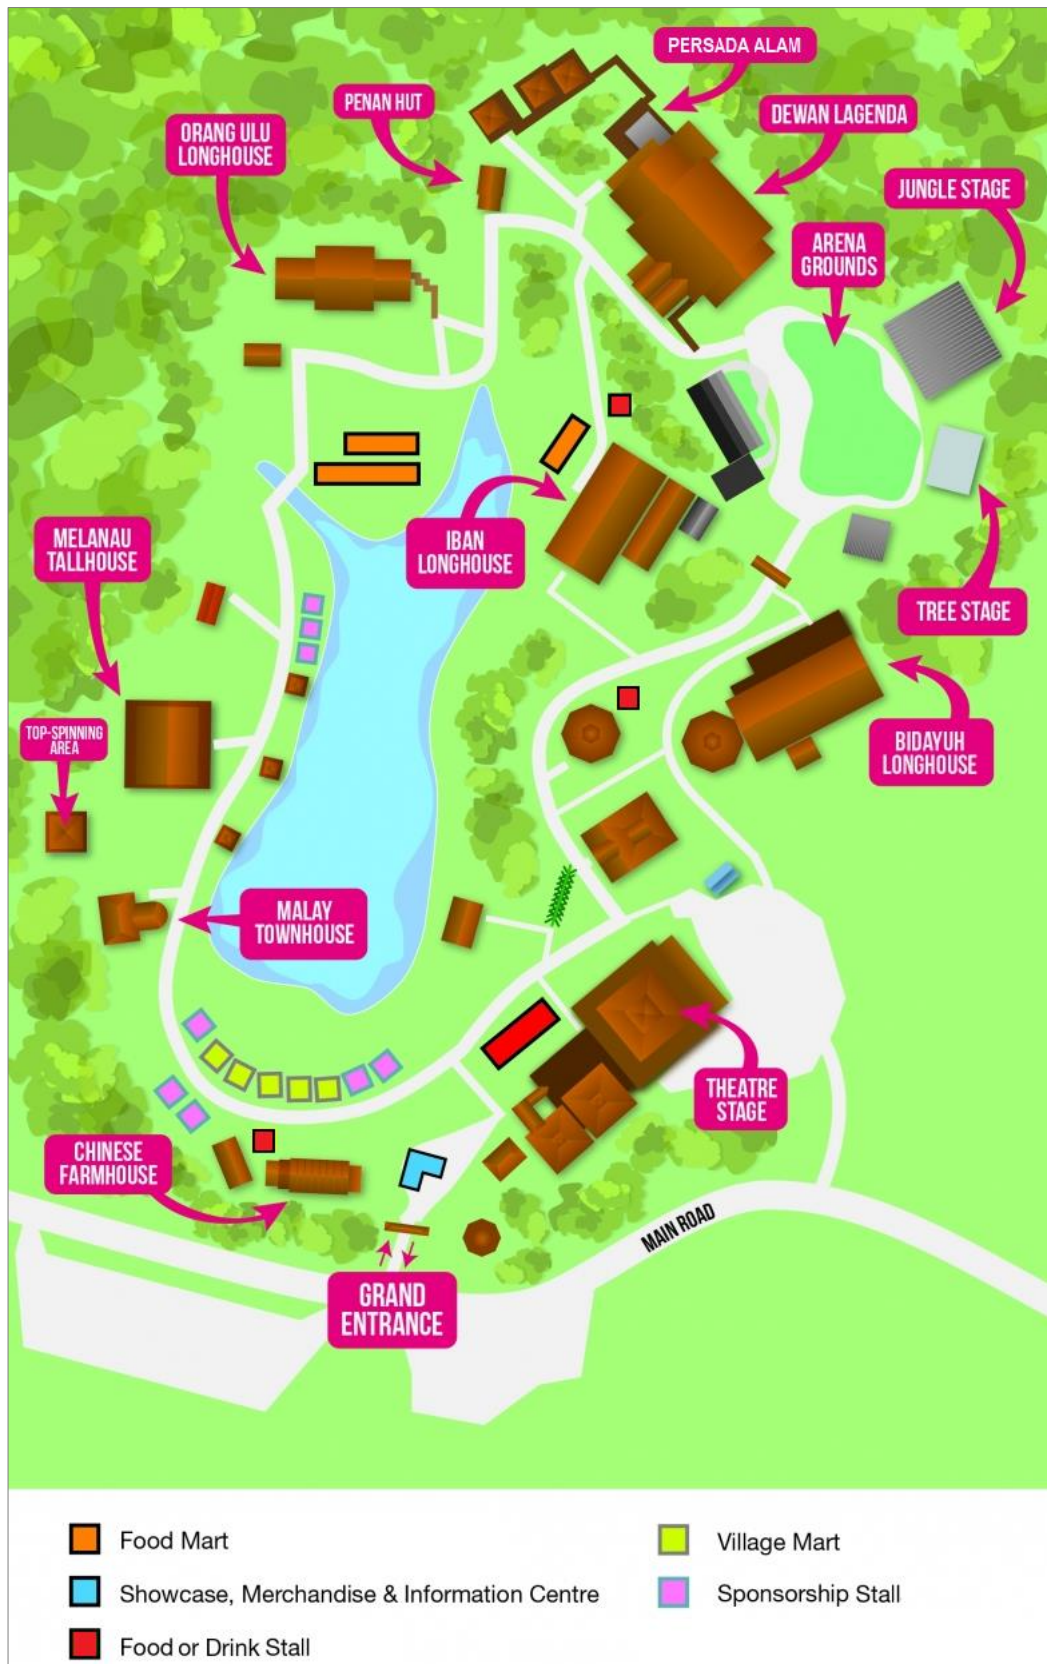 PERSADA ALAM
PENAN HUT
DEWAN LAGENDA
ORANG ULU
LONGHOUSE
JUNGLE STAGE
ARENA
GROUNDS
MELANAU
TALLHOUSE
IBAN
LONGHOUSE
TREE STAGE
TOP-SPINNING
AREA
BIDAYUH
LONGHOUSE
MALAY
TOWNHOUSE
THEATRE
STAGE
CHINESE
FARMHOUSE
MAIN ROAD
GRAND
ENTRANCE
Food Mart
Village Mart
Showcase, Merchandise & Information Centre
Sponsorship Stall
Food or Drink Stall